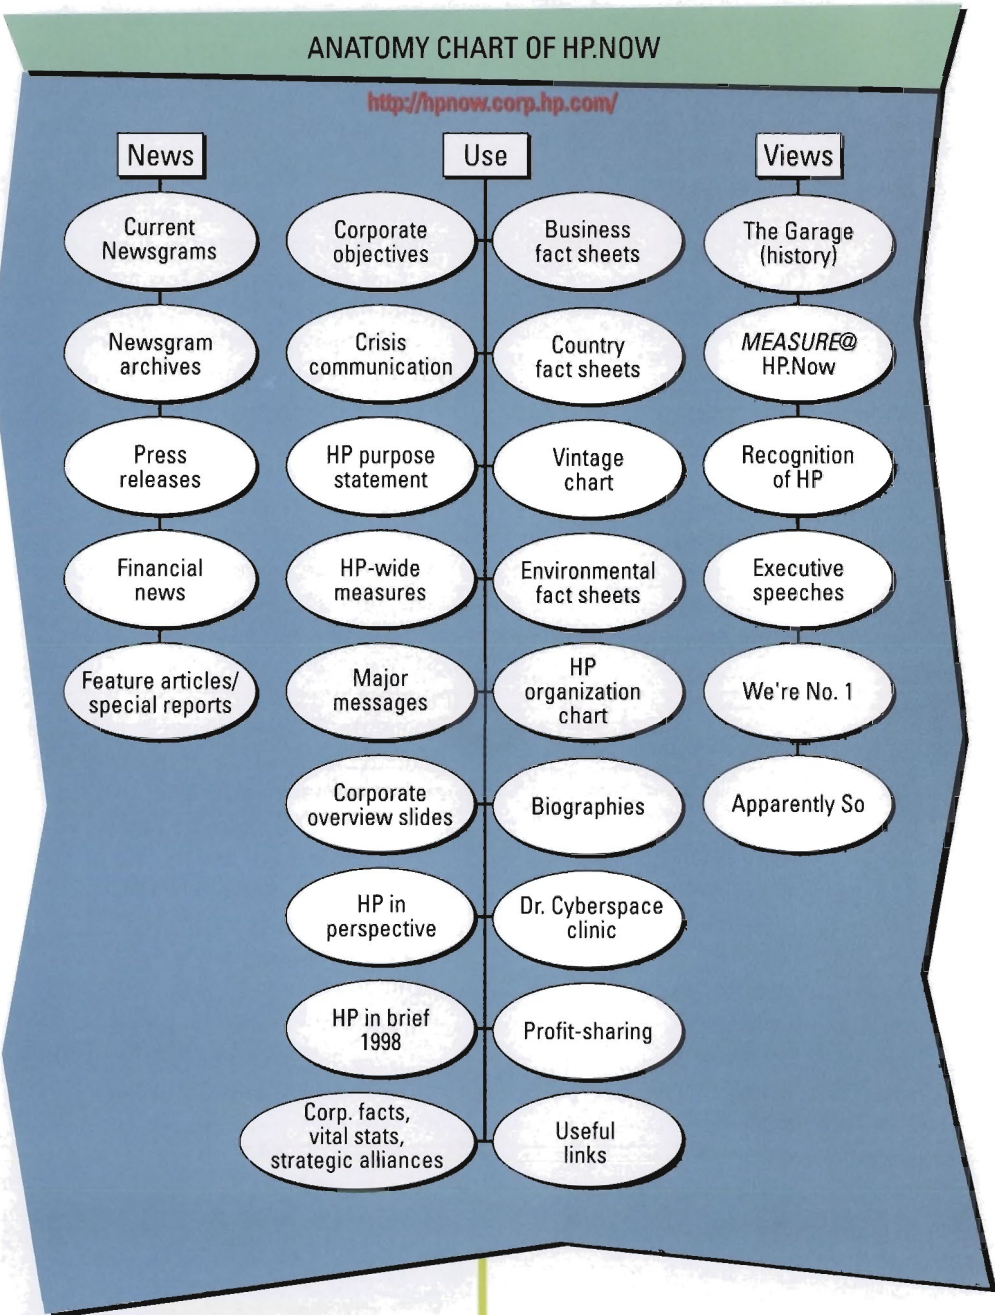 ANATOMY CHART OF HP.NOW
http://hpnow.corp.hp.com/
News
Current
Newsgrams
Newsgram
archives
Press
releases
Financial
news
Feature articles/
special reports
Use
Corporate
objectives
Business
fact sheets
Crisis
communication
Country
fact sheets
HP purpose
statement
Vintage
chart
HP-wide
measures
Environmental
fact sheets
Major
messages
HP
organization
chart
Corporate
overview slides
Biographies
HP in
perspective
Dr. Cyberspace
clinic
HP in brief
1998
Profit-sharing
Corp. facts,
vital stats,
strategic alliances
Useful
links
Views
The Garage
(history)
MEASURE@
HP.Now
Recognition
of HP
Executive
speeches
We're No. 1
Apparently So